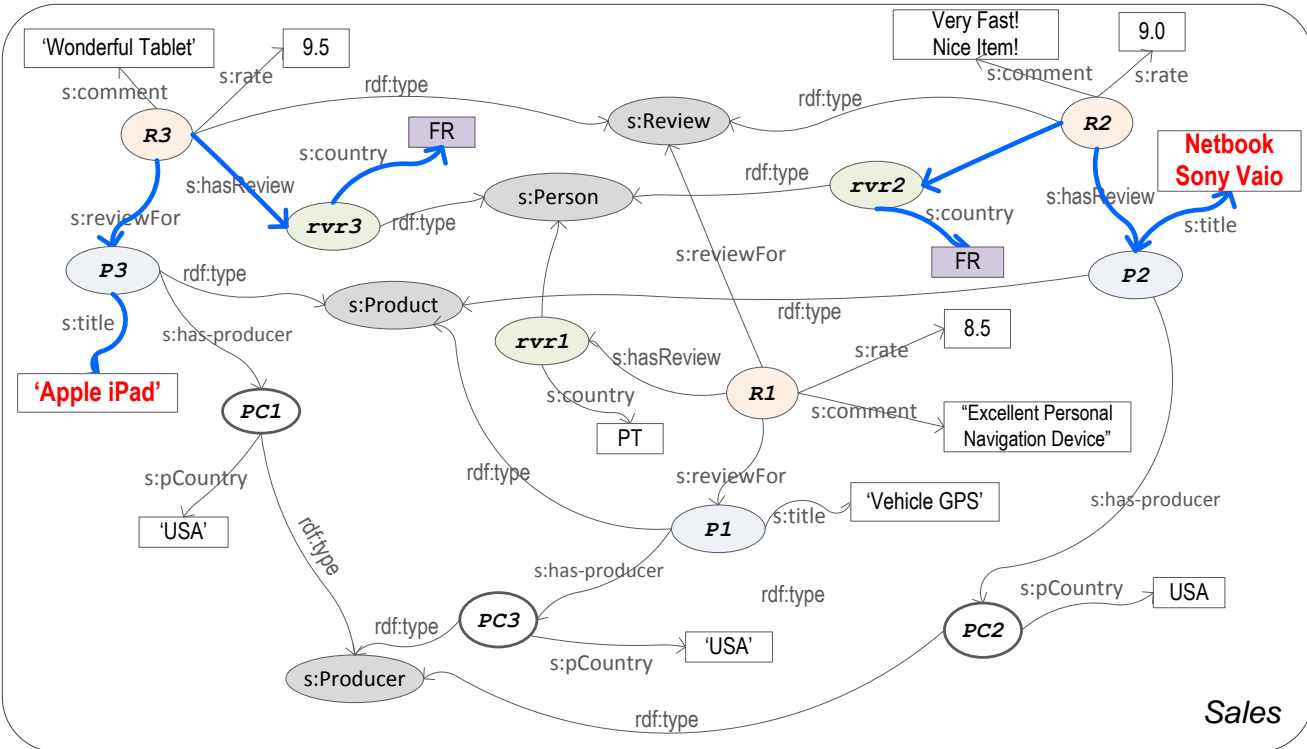 Very Fast!
Nice Item!
9.0
‘Wonderful Tablet’
9.5
s:rate
s:comment
s:comment
s:rate
rdf:type
rdf:type
R3
FR
s:Review
R2
s:country
Netbook
Sony Vaio
s:hasReview
rdf:type
rvr2
s:hasReview
s:Person
s:reviewFor
rvr3
rdf:type
s:country
s:title
s:reviewFor
FR
P3
rdf:type
P2
s:Product
rdf:type
s:title
s:has-producer
rvr1
8.5
s:hasReview
s:rate
‘Apple iPad’
s:country
R1
s:comment
PC1
“Excellent Personal
Navigation Device”
PT
s:pCountry
rdf:type
s:reviewFor
‘Vehicle GPS’
s:has-producer
‘USA’
P1
s:title
rdf:type
s:has-producer
s:pCountry
USA
rdf:type
PC3
rdf:type
PC2
‘USA’
s:pCountry
s:Producer
rdf:type
Sales